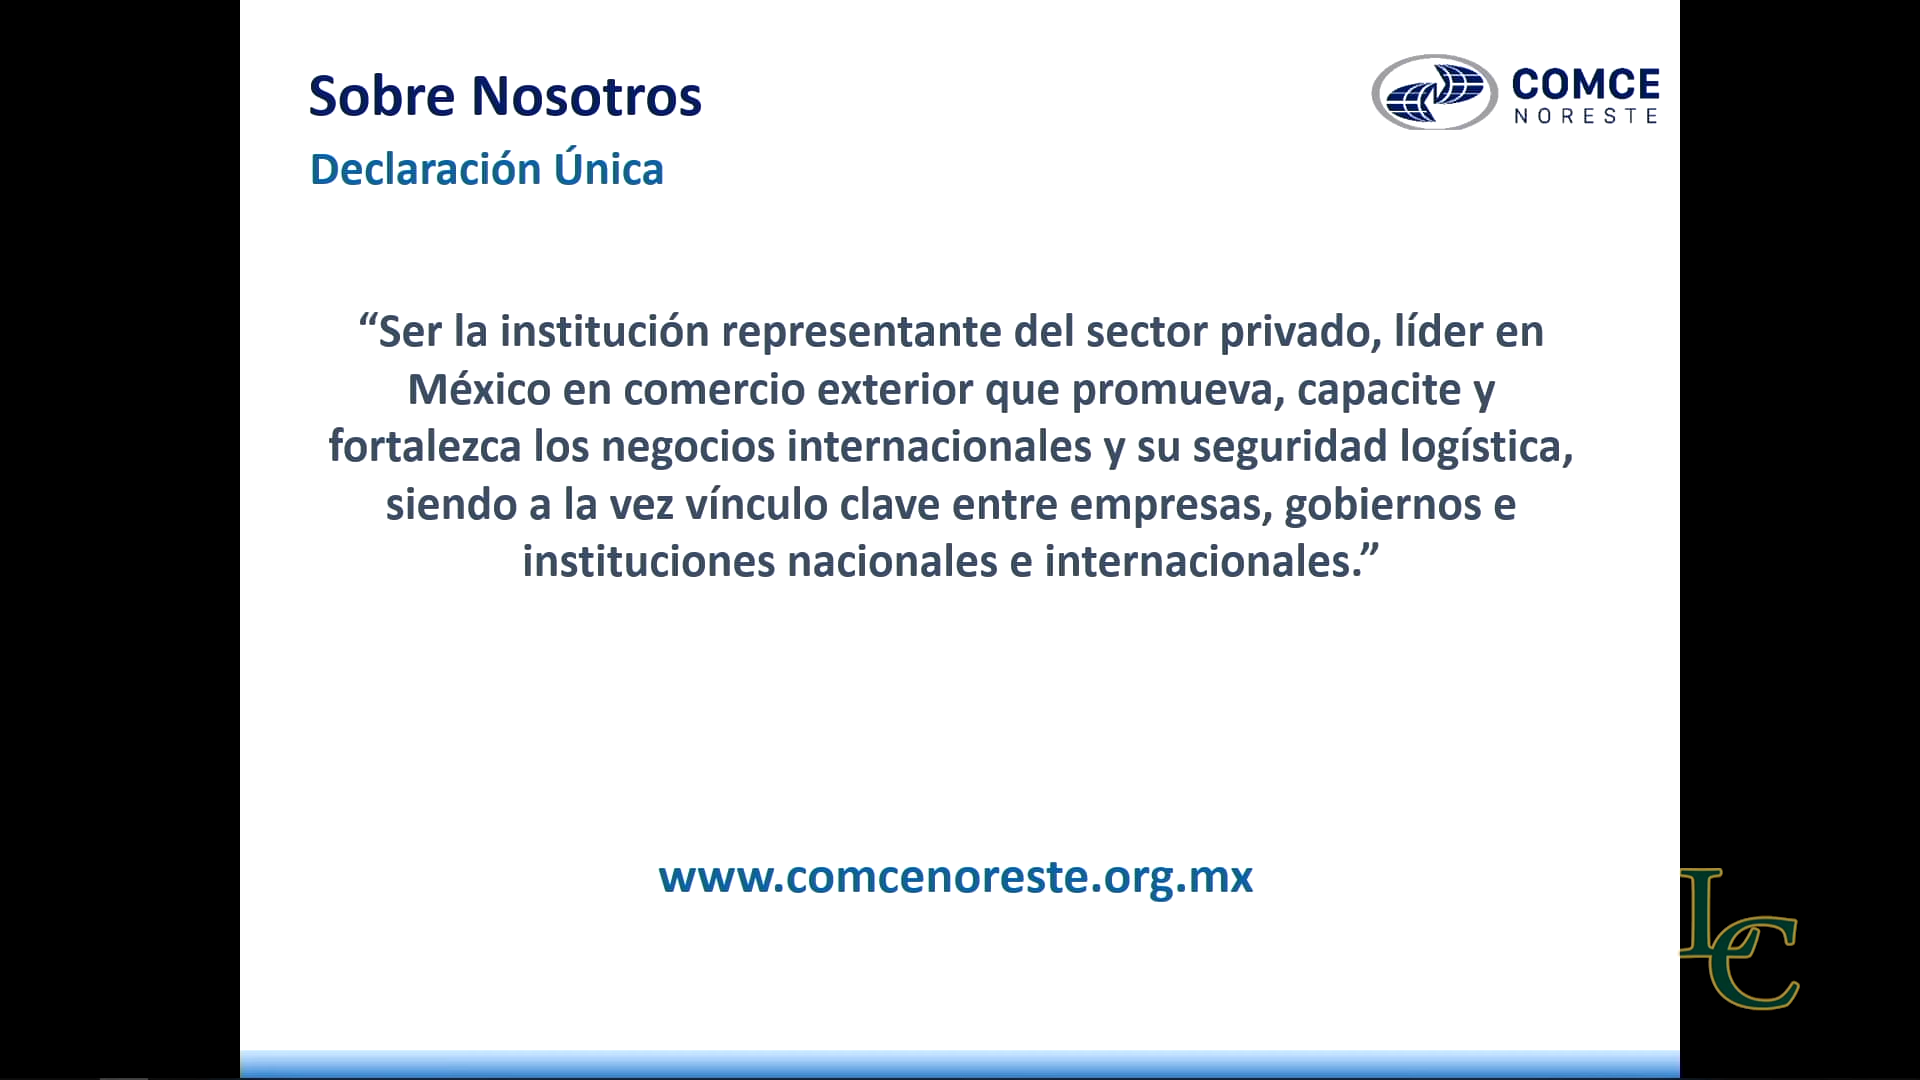 Sobre Nosotros
COMCE
NORESTE
Declaración Única
“Ser la institución representante del sector privado, líder en
México en comercio exterior que promueva, capacite y
fortalezca los negocios internacionales y su seguridad logística,
siendo a la vez vínculo clave entre empresas, gobiernos e
instituciones nacionales e internacionales.”
www.comcenoreste.org.mx
LC